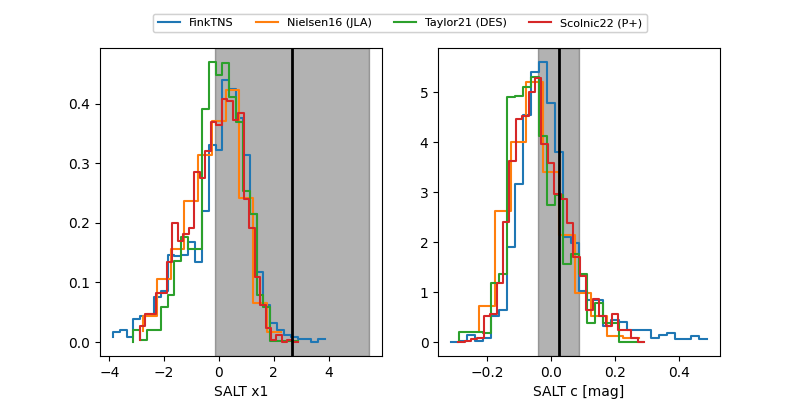 FinkTNS Nielsen16 (JLA) Taylor21 (DES) Scolnic22 (P+)
0.4
0.3
0.2
0.1
0.0
−4 −2 0 2 4
SALT x1
5
4
3
2
1
0
−0.2 0.0 0.2 0.4
SALT c [mag]